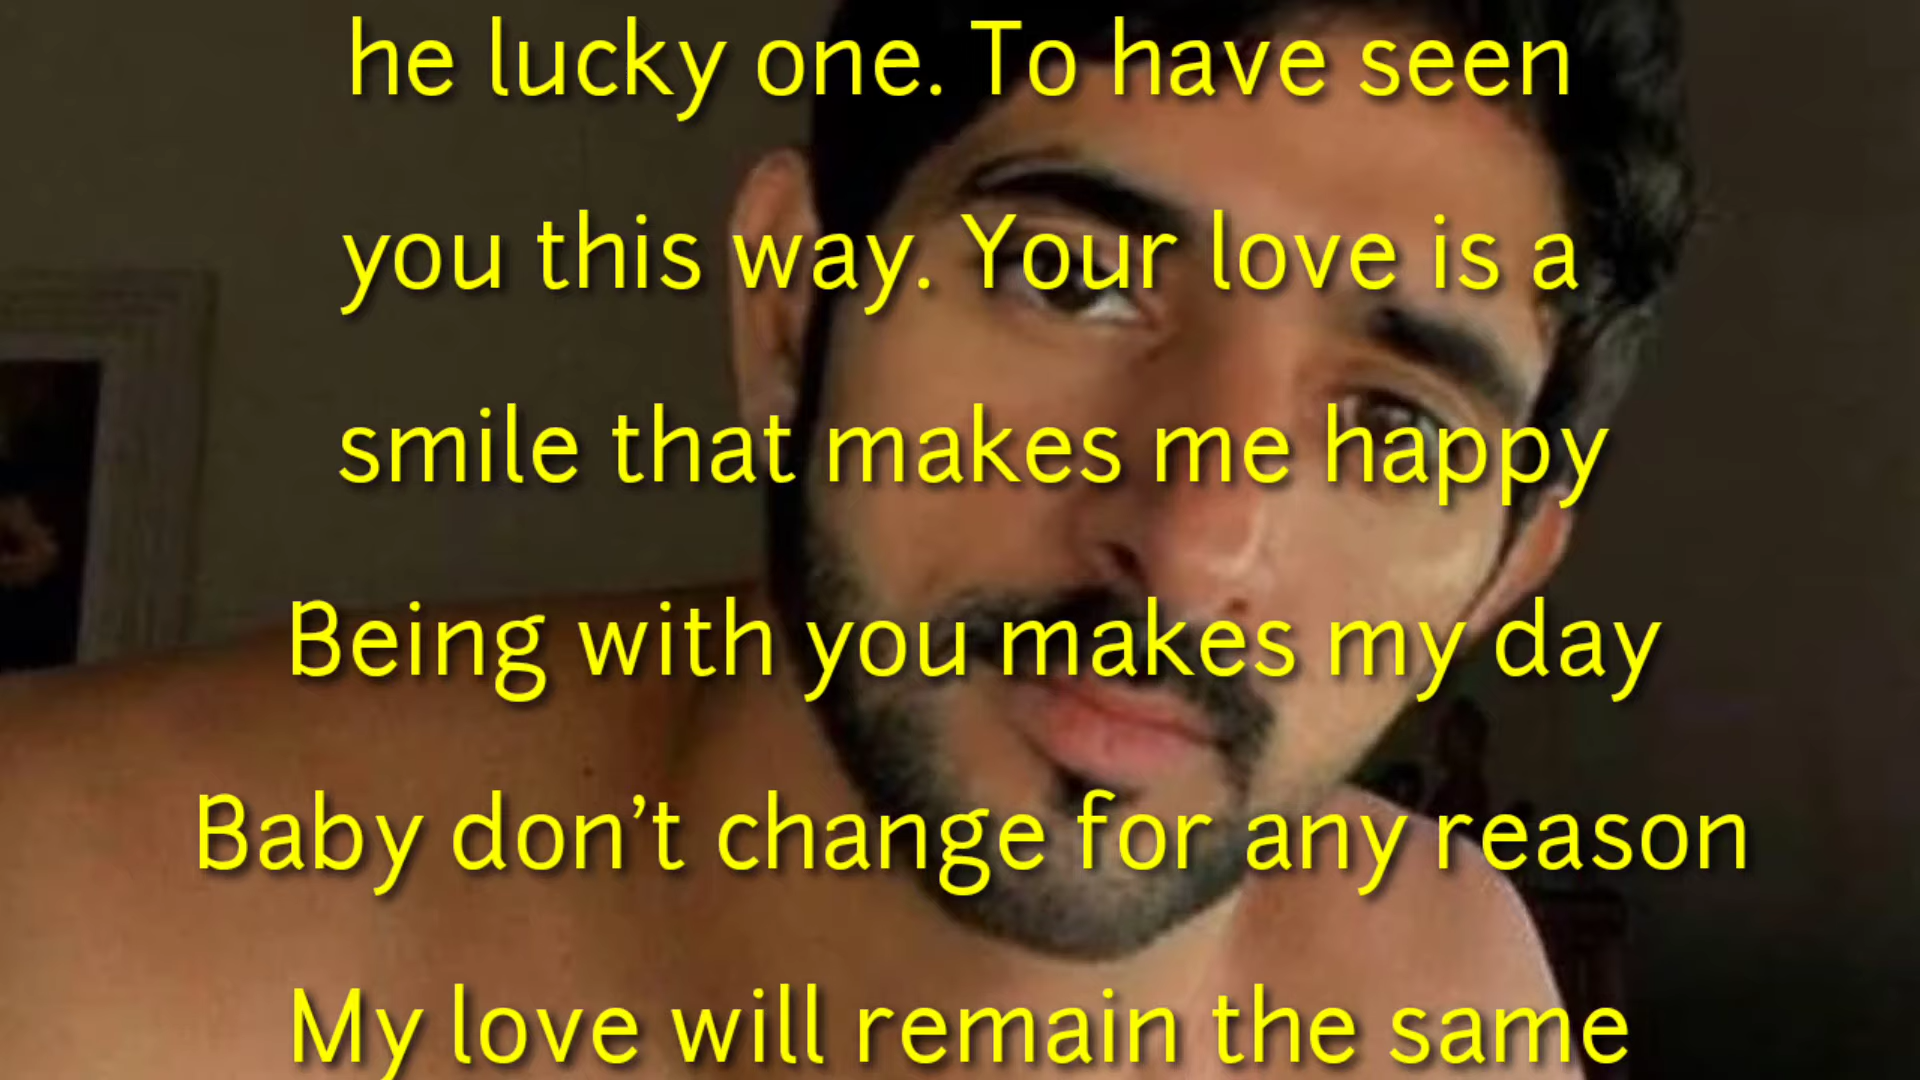 he lucky one. To have seen
you this way. Your love is a
smile that makes me happy
Being with you makes my day
Baby don’t change for any reason
My love will remain the same